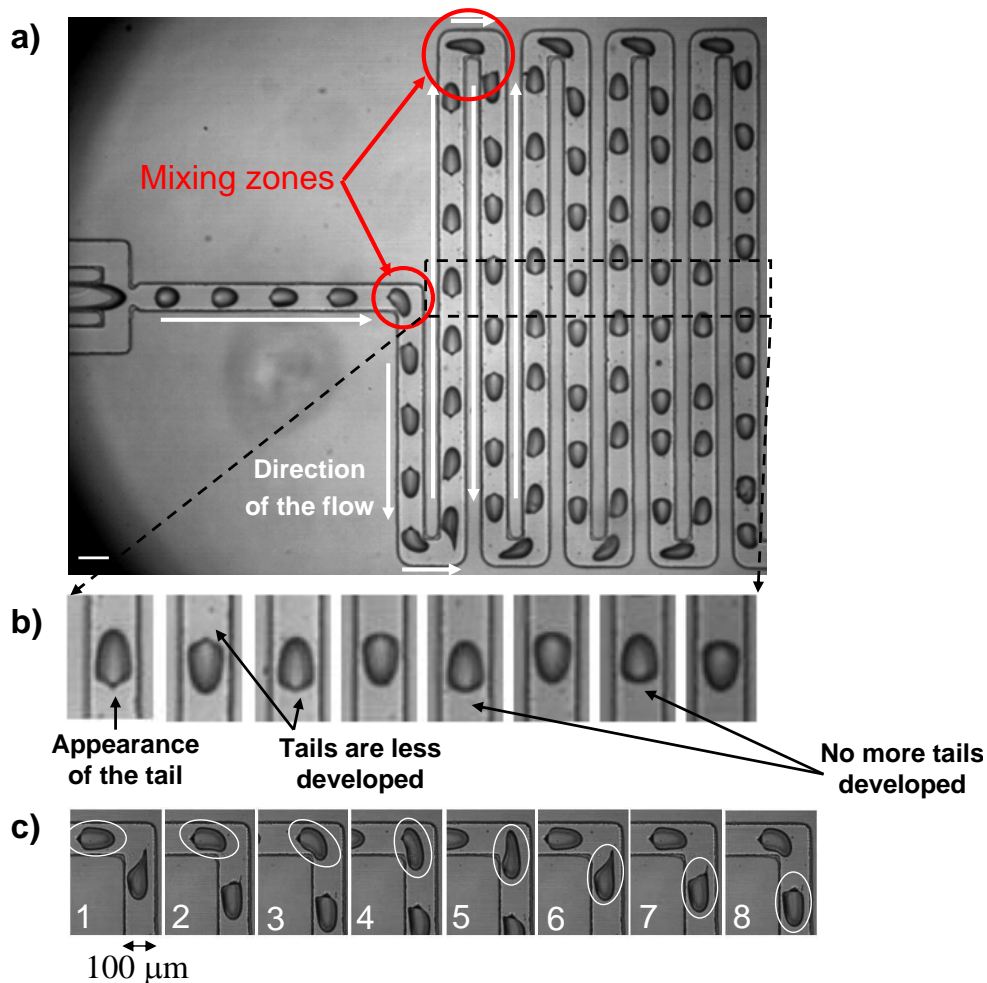 a)
Mixing zones
Direction
of the flow
b)
Appearance
of the tail
Tails are less
developed
No more tails
developed
c)
1 2 3 4 5 6 7 8
100 μm